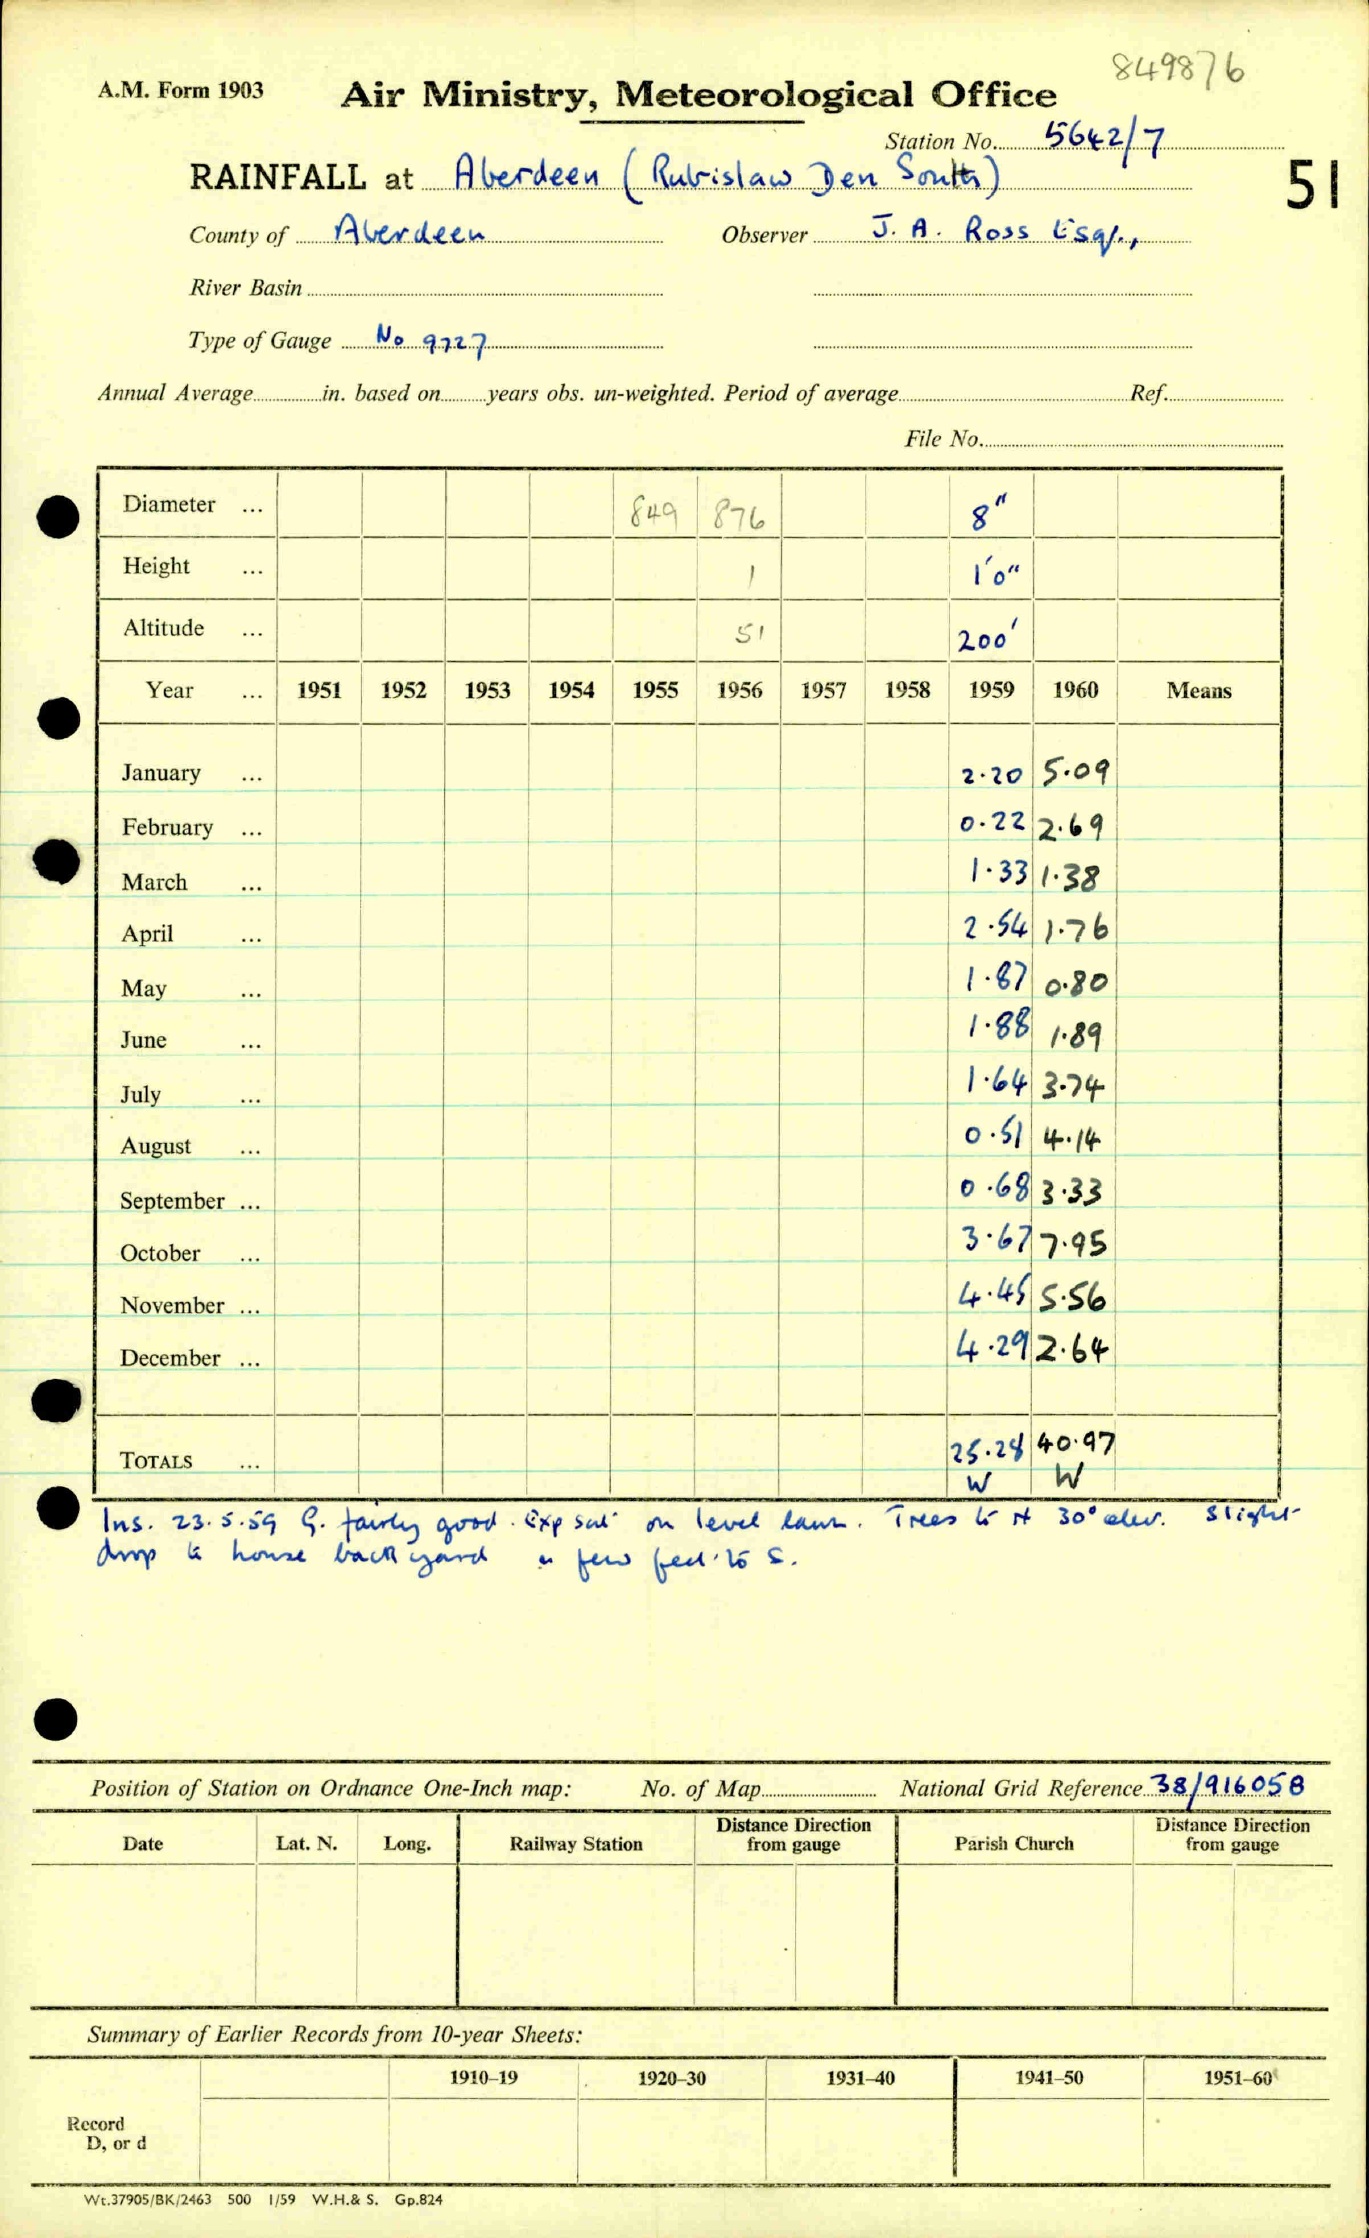 849876
A.M. Form 1903 Air Ministry, Meteorological Office
Station No. 5642/7
RAINFALL at Aberdeen (Rubislaw Den South) 51
County of Aberdeen Observer J. A. Ross Esq.,
River Basin
Type of Gauge No 9727
Annual Average in. based on years obs. un-weighted. Period of average Ref.
File No.
Diameter ... 849 876 8"
Height ... 1 1'0"
Altitude ... 51 200'
Year ... 1951 1952 1953 1954 1955 1956 1957 1958 1959 1960 Means
January ... 2.20 5.09
February ... 0.22 2.69
March ... 1.33 1.38
April ... 2.54 1.76
May ... 1.87 0.80
June ... 1.88 1.89
July ... 1.64 3.74
August ... 0.51 4.14
September ... 0.68 3.33
October ... 3.67 7.95
November ... 4.45 5.56
December ... 4.29 2.64
TOTALS ... 25.28 40.97
W W
Ins. 23.5.59 G. fairly good. Exp sat on level lawn. Trees to N 30° elev. Slight
drop to house back yard a few feet to S.
Position of Station on Ordnance One-Inch map: No. of Map National Grid Reference 38/916058
Date Lat. N. Long. Railway Station Distance Direction from gauge Parish Church Distance Direction from gauge
Summary of Earlier Records from 10-year Sheets:
1910–19 1920–30 1931–40 1941–50 1951–60
Record
D, or d
Wt.37905/BK/2463 500 1/59 W.H.& S. Gp.824